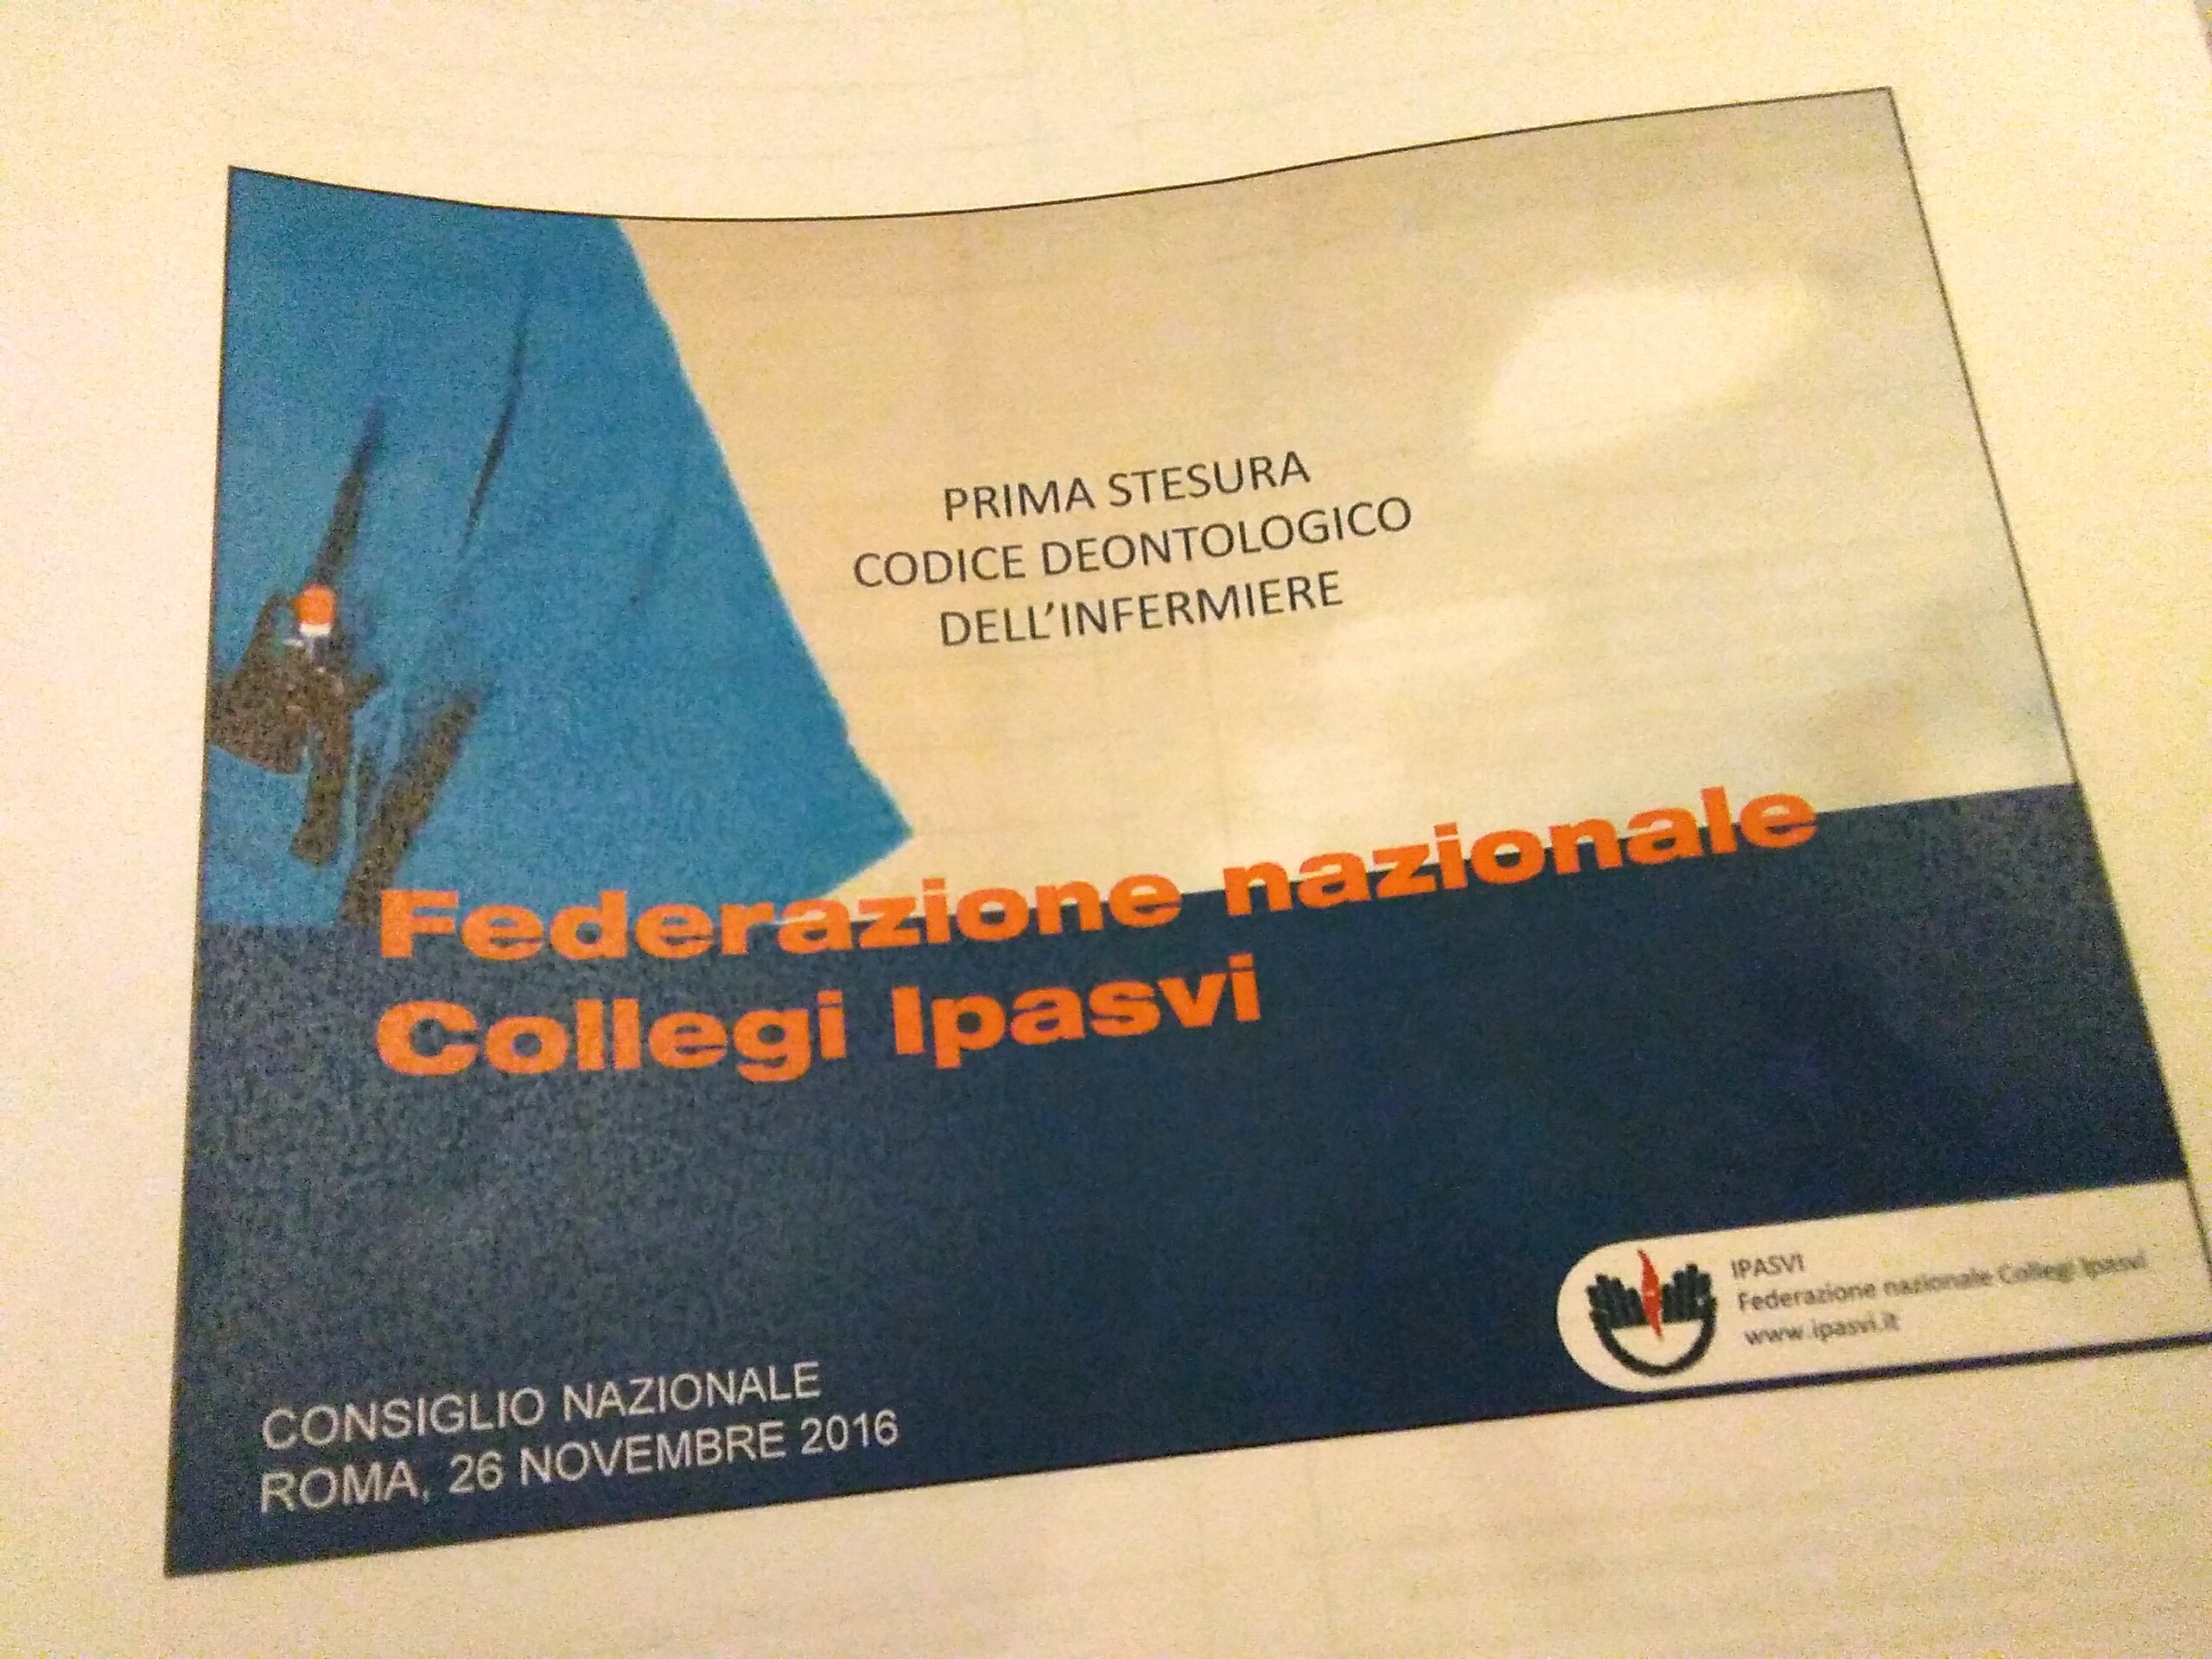 PRIMA STESURA
CODICE DEONTOLOGICO
DELL'INFERMIERE
Federazione nazionale
Collegi Ipasvi
CONSIGLIO NAZIONALE
ROMA, 26 NOVEMBRE 2016
IPASVI
Federazione nazionale Collegi Ipasvi
www.ipasvi.it